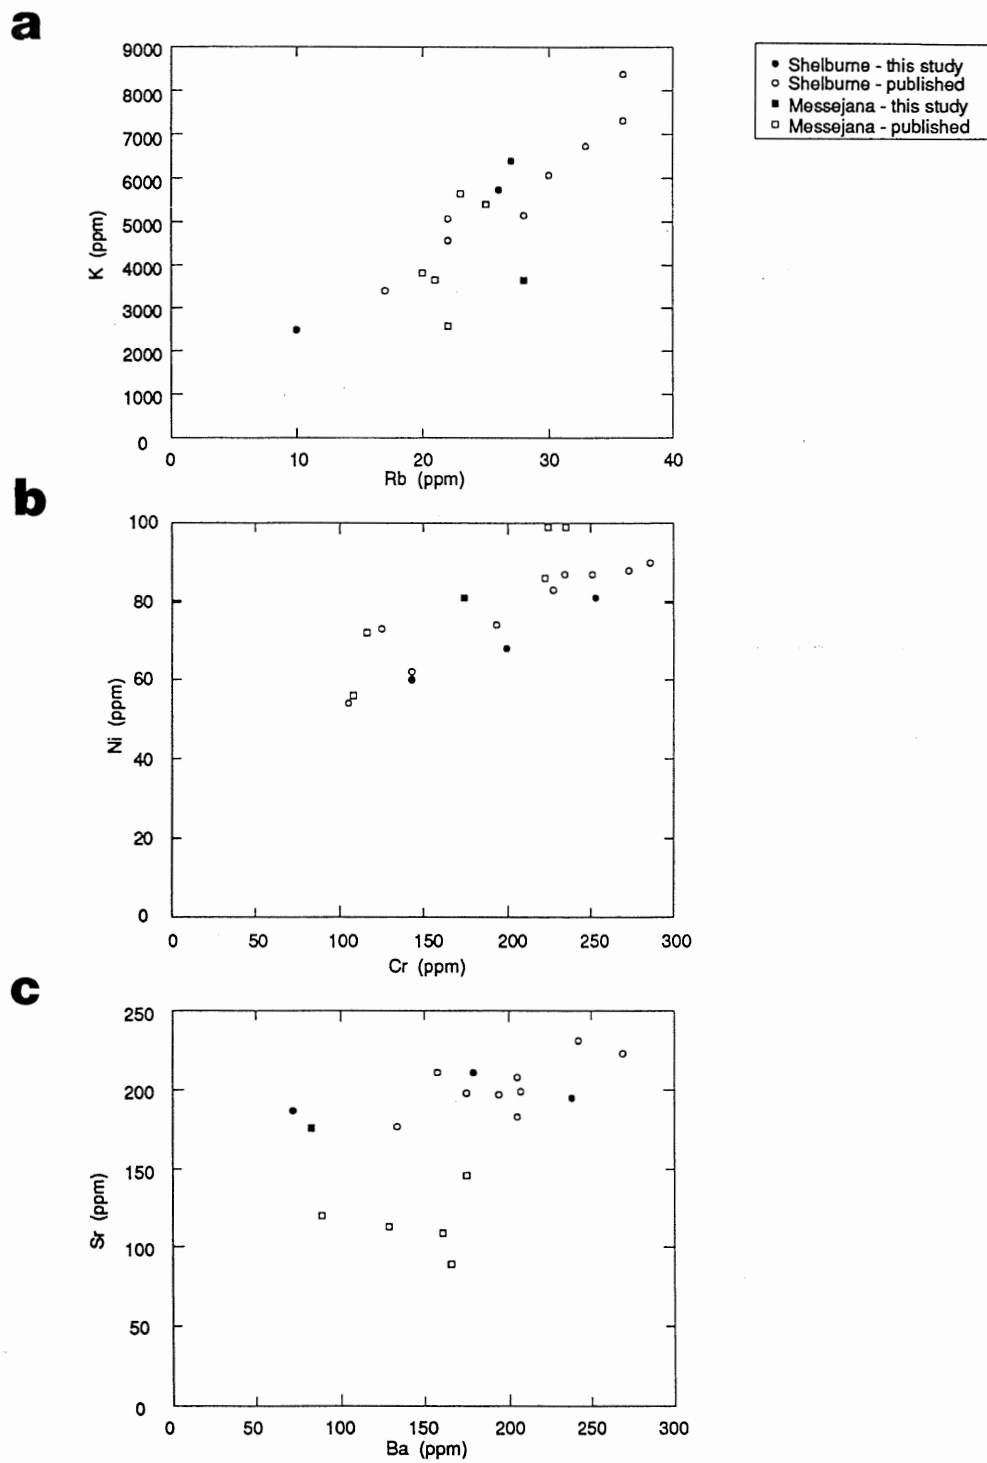 a
9000
8000
7000
6000
5000
4000
3000
2000
1000
0
K (ppm)
0 10 20 30 40
Rb (ppm)
Shelburne - this study
Shelburne - published
Messejana - this study
Messejana - published
b
100
80
60
40
20
0
Ni (ppm)
0 50 100 150 200 250 300
Cr (ppm)
c
250
200
150
100
50
0
Sr (ppm)
0 50 100 150 200 250 300
Ba (ppm)